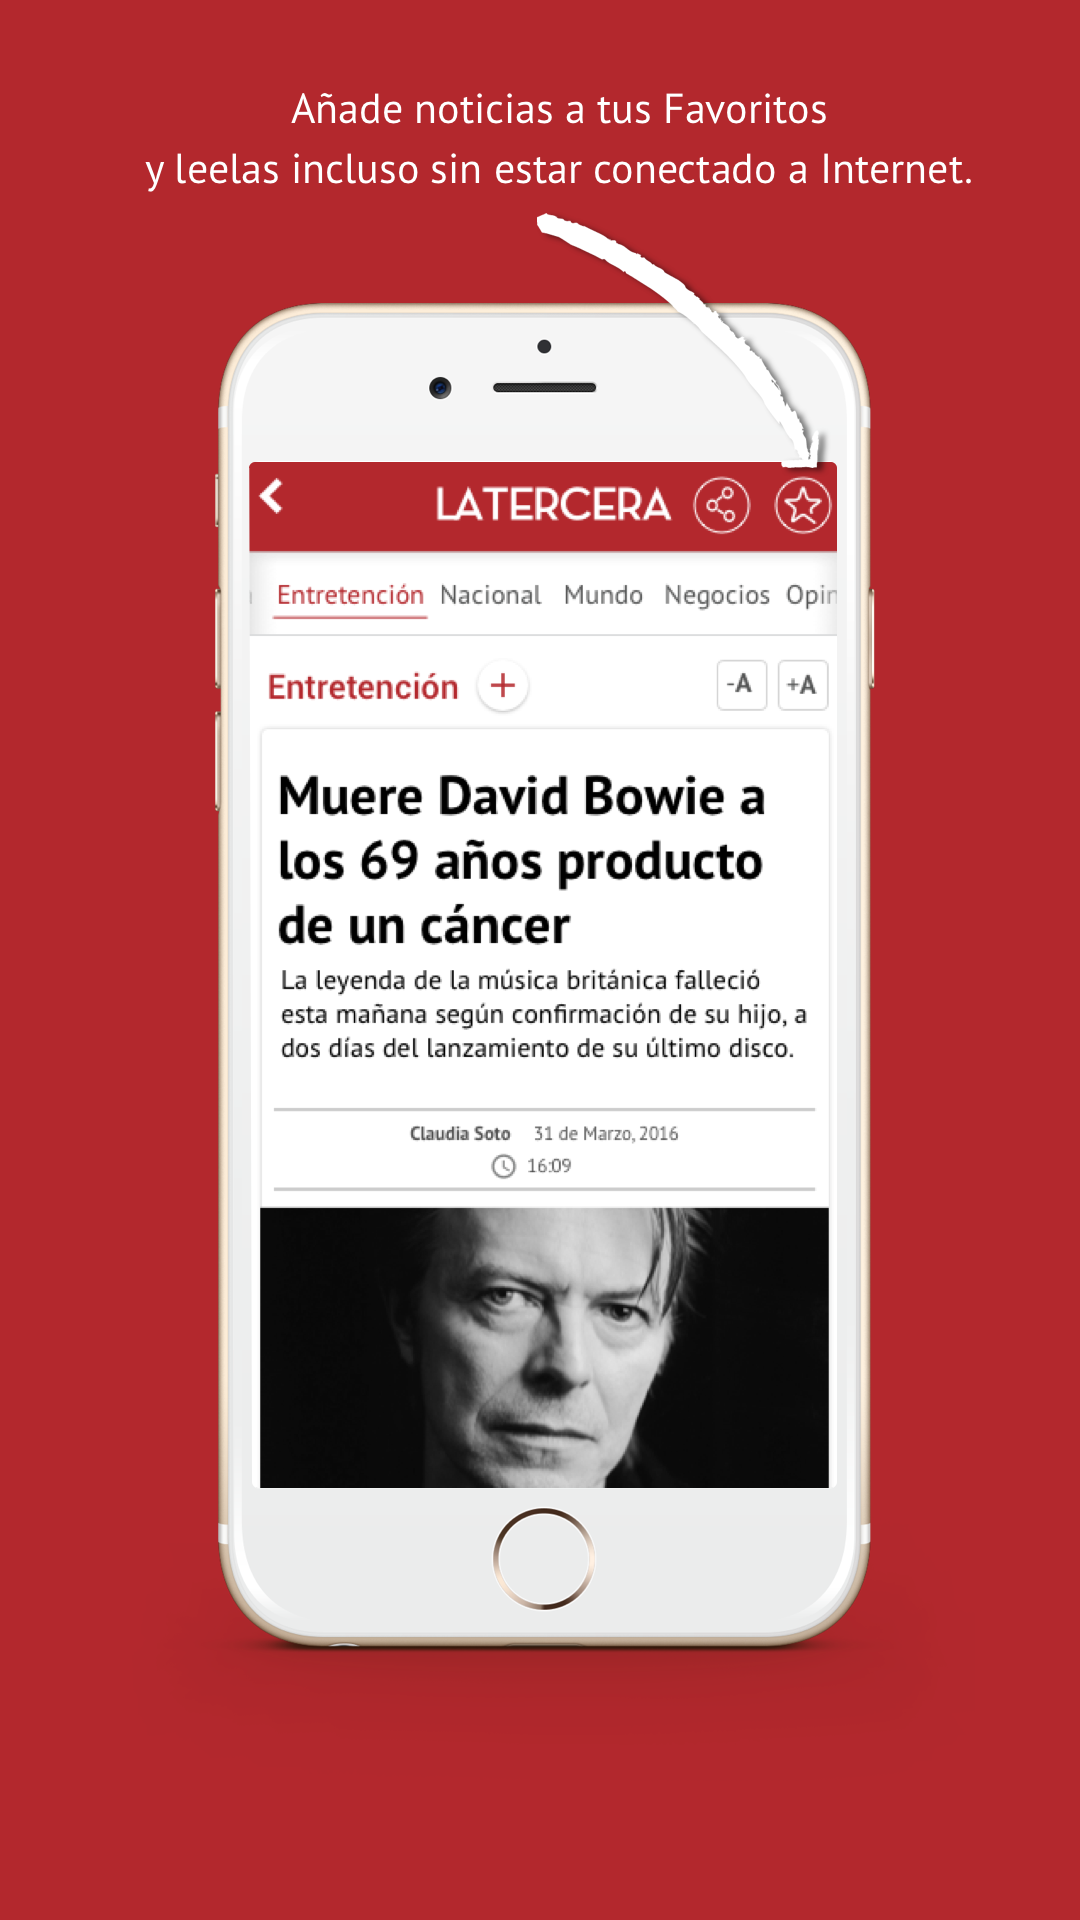 Añade noticias a tus Favoritos
y leelas incluso sin estar conectado a Internet.
LATERCERA
Entretención Nacional Mundo Negocios Opin
Entretención + -A +A
Muere David Bowie a
los 69 años producto
de un cáncer
La leyenda de la música británica falleció
esta mañana según confirmación de su hijo, a
dos días del lanzamiento de su último disco.
Claudia Soto 31 de Marzo, 2016
16:09